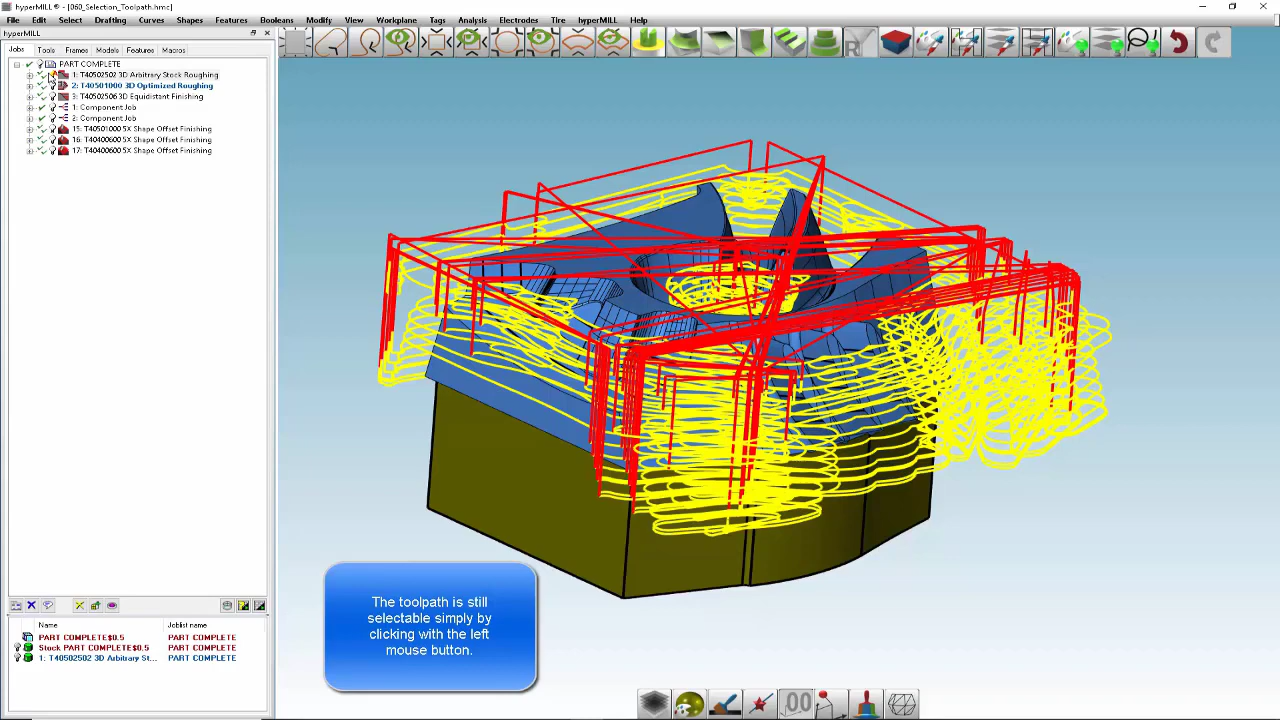 hyperMILL - [060_Selection_Toolpath.hmc]
File Edit Select Drafting Curves Shapes Features Booleans Modify View Workplane Tags Analysis Electrodes Tire hyperMILL Help
hyperMILL
Jobs Tools Frames Models Features Macros
PART COMPLETE
1: T40502502 3D Arbitrary Stock Roughing
2: T40501000 3D Optimized Roughing
3: T40502506 3D Equidistant Finishing
1: Component Job
2: Component Job
15: T40501000 5X Shape Offset Finishing
16: T40400600 5X Shape Offset Finishing
17: T40400600 5X Shape Offset Finishing
The toolpath is still
selectable simply by
clicking with the left
mouse button.
Name Joblist name
PART COMPLETE$0.5 PART COMPLETE
Stock PART COMPLETE$0.5 PART COMPLETE
1: T40502502 3D Arbitrary St... PART COMPLETE
00